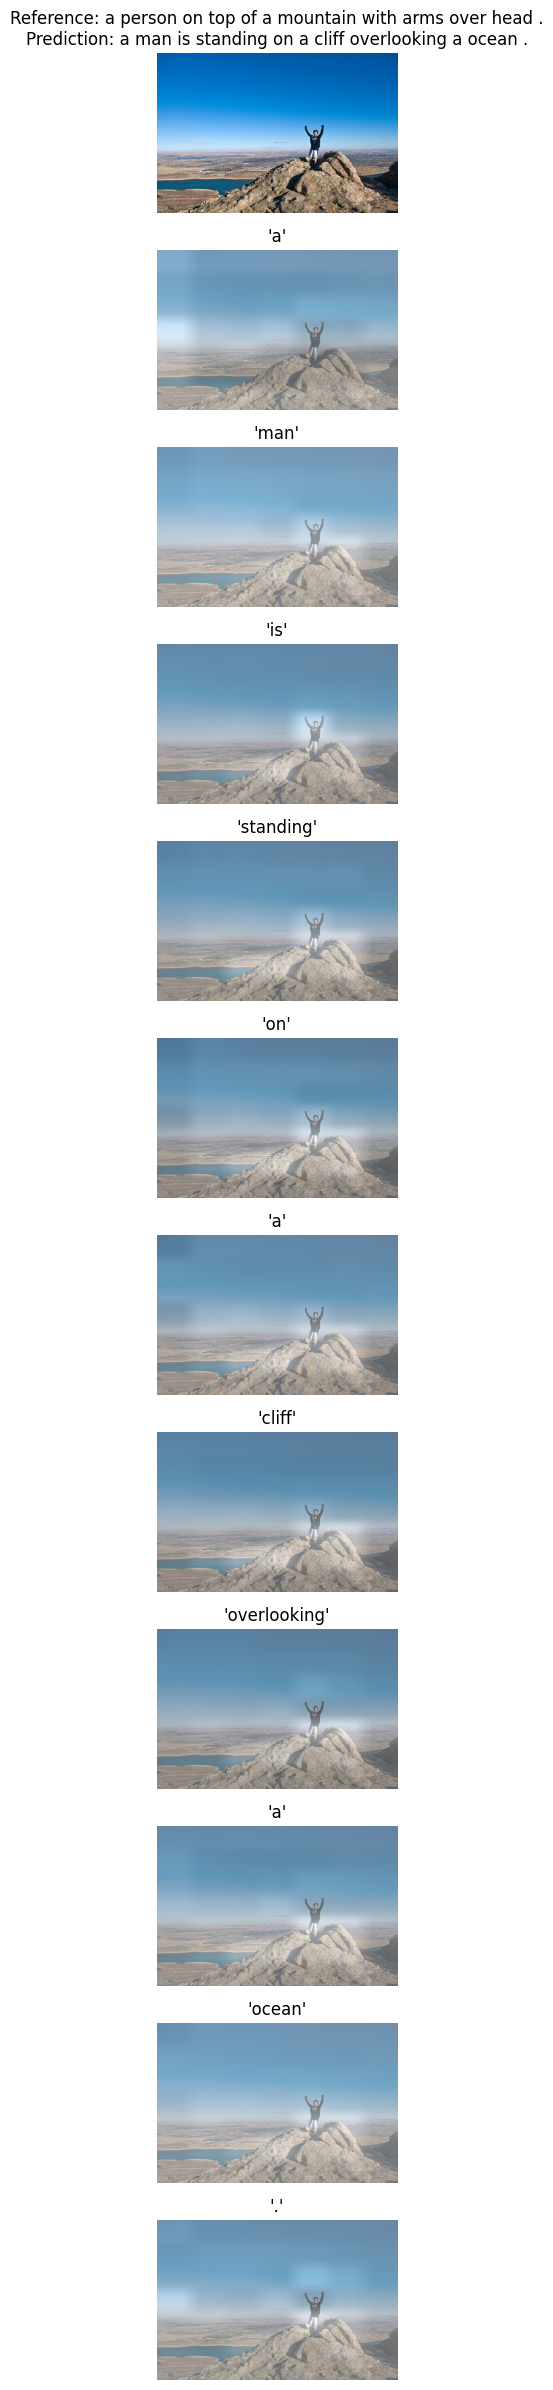 Reference: a person on top of a mountain with arms over head .
Prediction: a man is standing on a cliff overlooking a ocean .
'a'
'man'
'is'
'standing'
'on'
'a'
'cliff'
'overlooking'
'a'
'ocean'
'.'